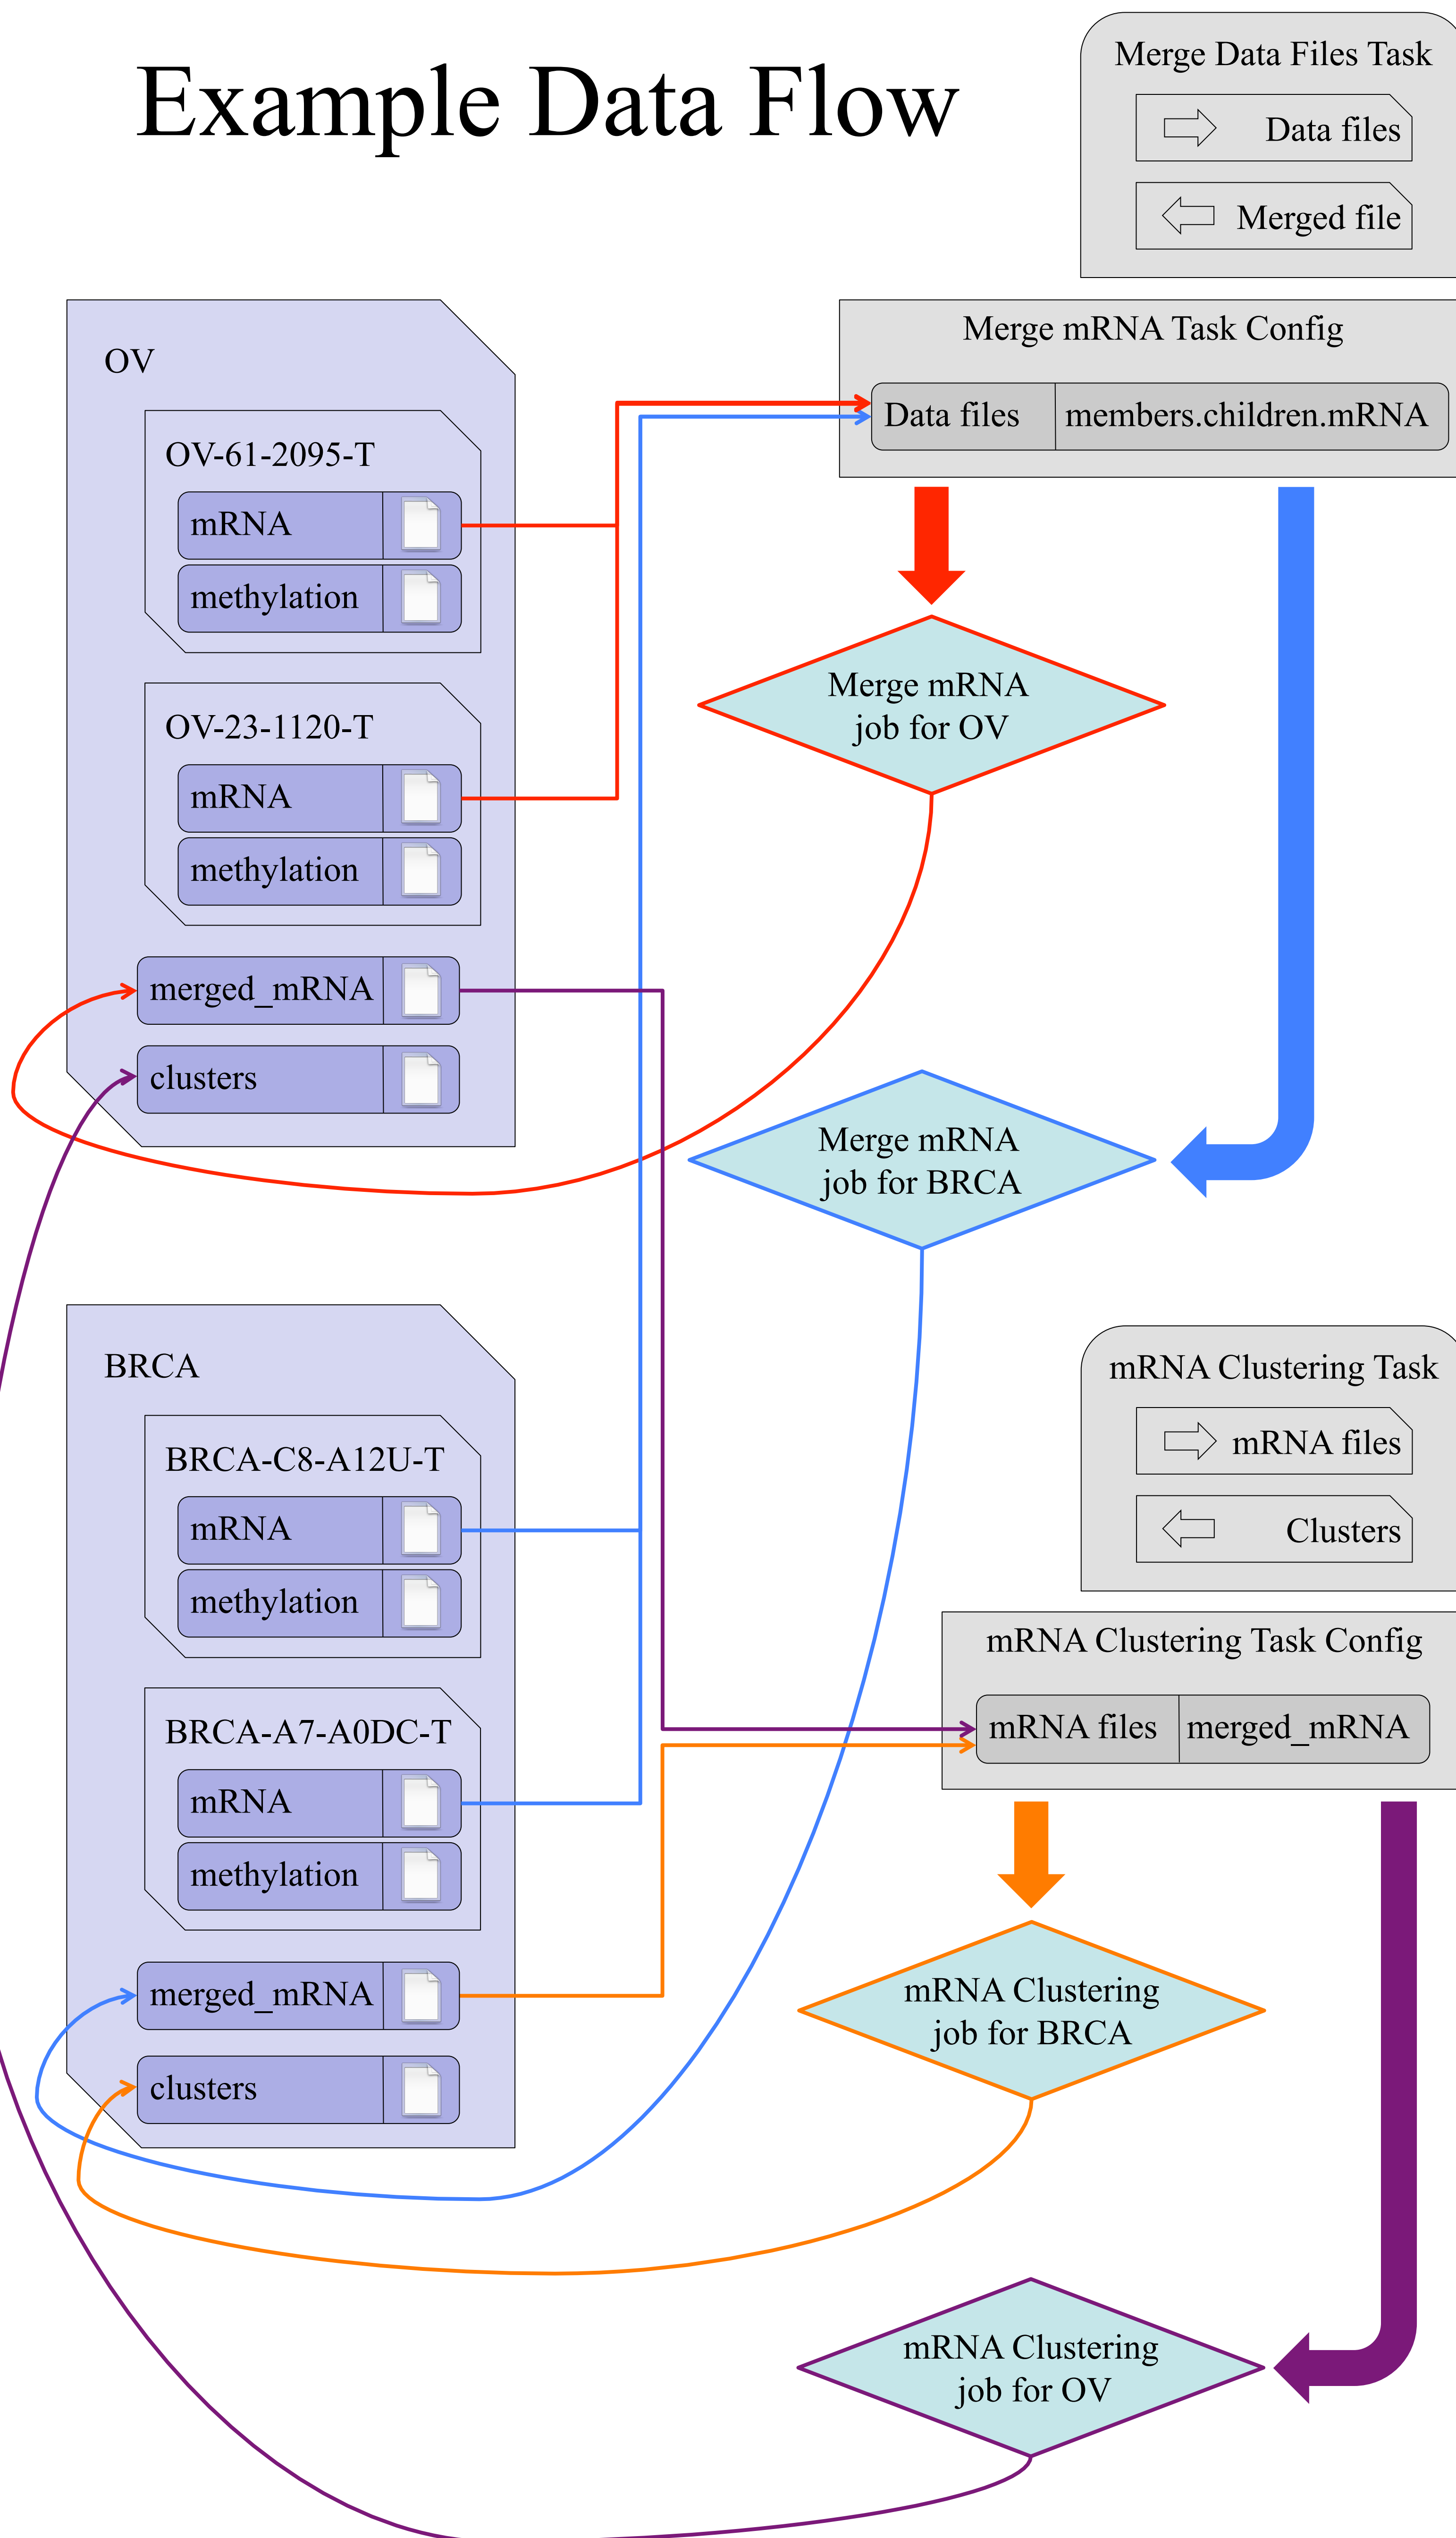 Example Data Flow
Merge Data Files Task
Data files
Merged file
OV
OV-61-2095-T
mRNA
methylation
OV-23-1120-T
mRNA
methylation
merged_mRNA
clusters
Merge mRNA Task Config
Data files
members.children.mRNA
Merge mRNA
job for OV
Merge mRNA
job for BRCA
BRCA
BRCA-C8-A12U-T
mRNA
methylation
BRCA-A7-A0DC-T
mRNA
methylation
merged_mRNA
clusters
mRNA Clustering Task
mRNA files
Clusters
mRNA Clustering Task Config
mRNA files
merged_mRNA
mRNA Clustering
job for BRCA
mRNA Clustering
job for OV